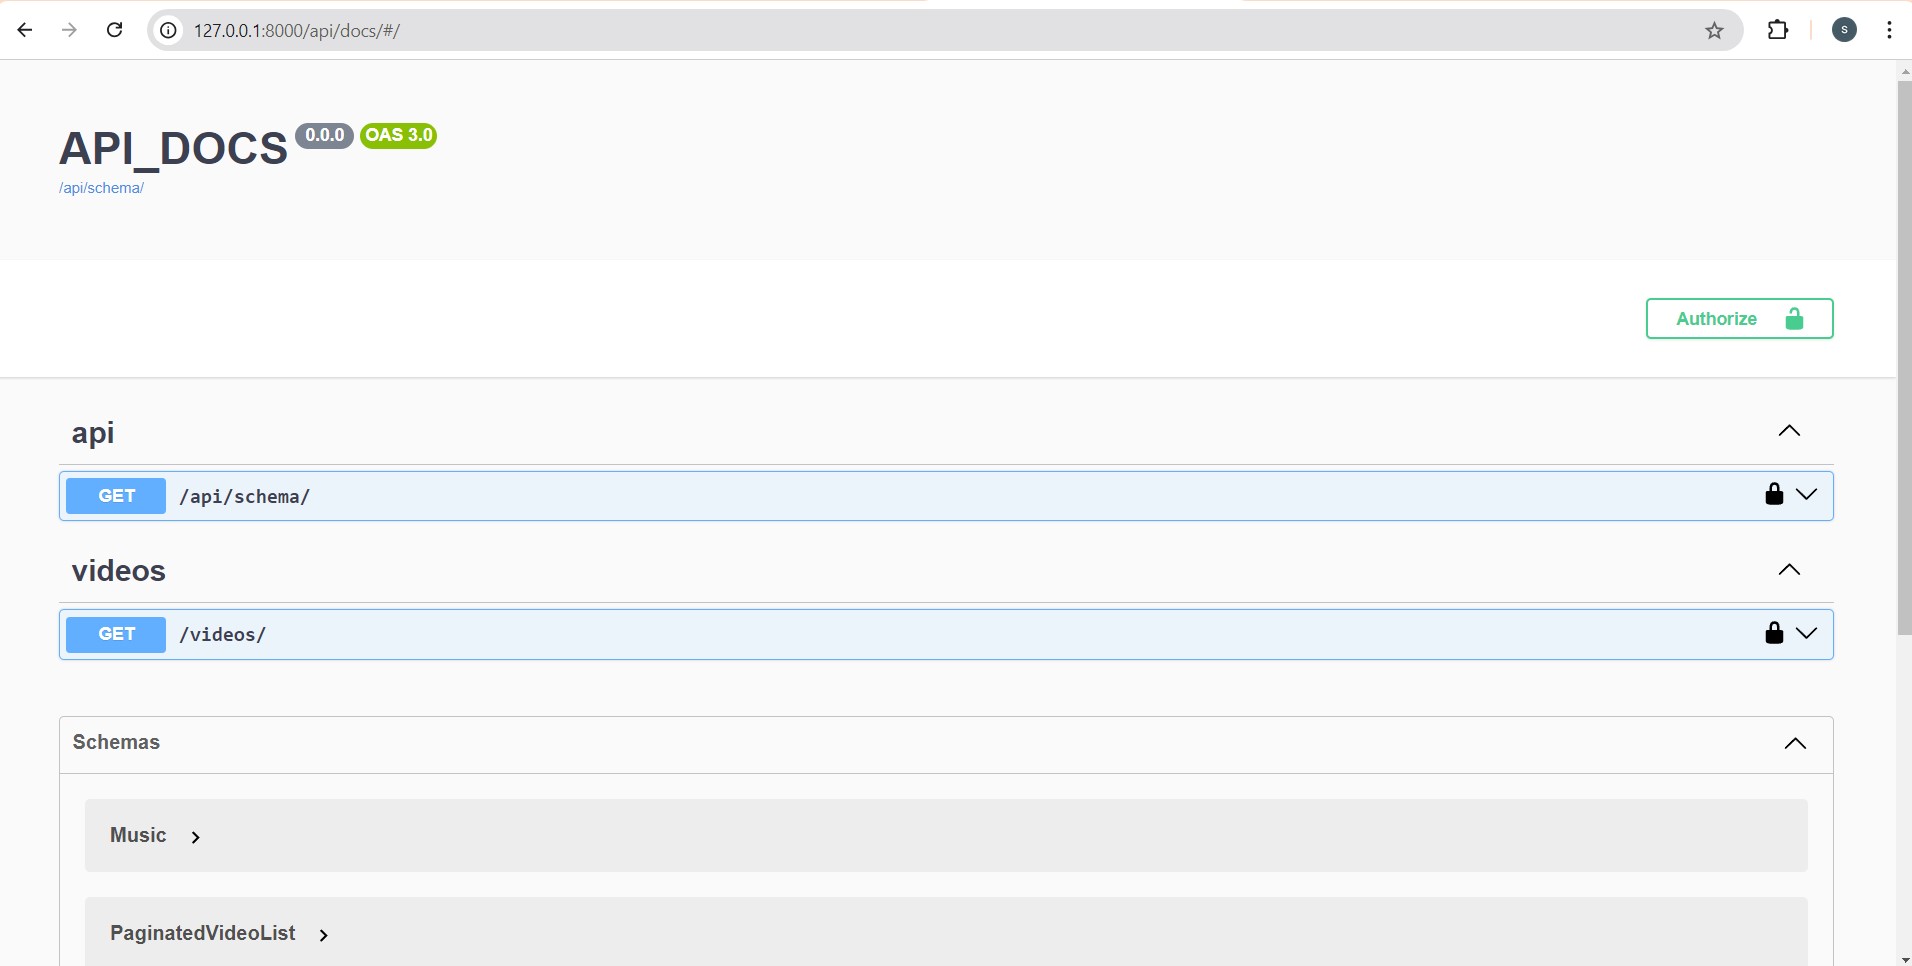 127.0.0.1:8000/api/docs/#/
S
API_DOCS 0.0.0 OAS 3.0
/api/schema/
Authorize
api
GET /api/schema/
videos
GET /videos/
Schemas
Music
PaginatedVideoList